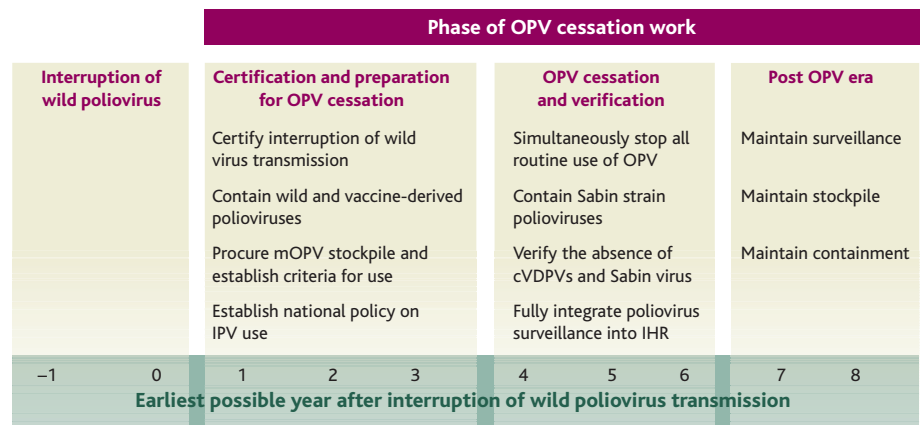 Phase of OPV cessation work
Interruption of
wild poliovirus
Certification and preparation
for OPV cessation
Certify interruption of wild
virus transmission
Contain wild and vaccine-derived
polioviruses
Procure mOPV stockpile and
establish criteria for use
Establish national policy on
IPV use
OPV cessation
and verification
Simultaneously stop all
routine use of OPV
Contain Sabin strain
polioviruses
Verify the absence of
cVDPVs and Sabin virus
Fully integrate poliovirus
surveillance into IHR
Post OPV era
Maintain surveillance
Maintain stockpile
Maintain containment
–1 0 1 2 3 4 5 6 7 8
Earliest possible year after interruption of wild poliovirus transmission